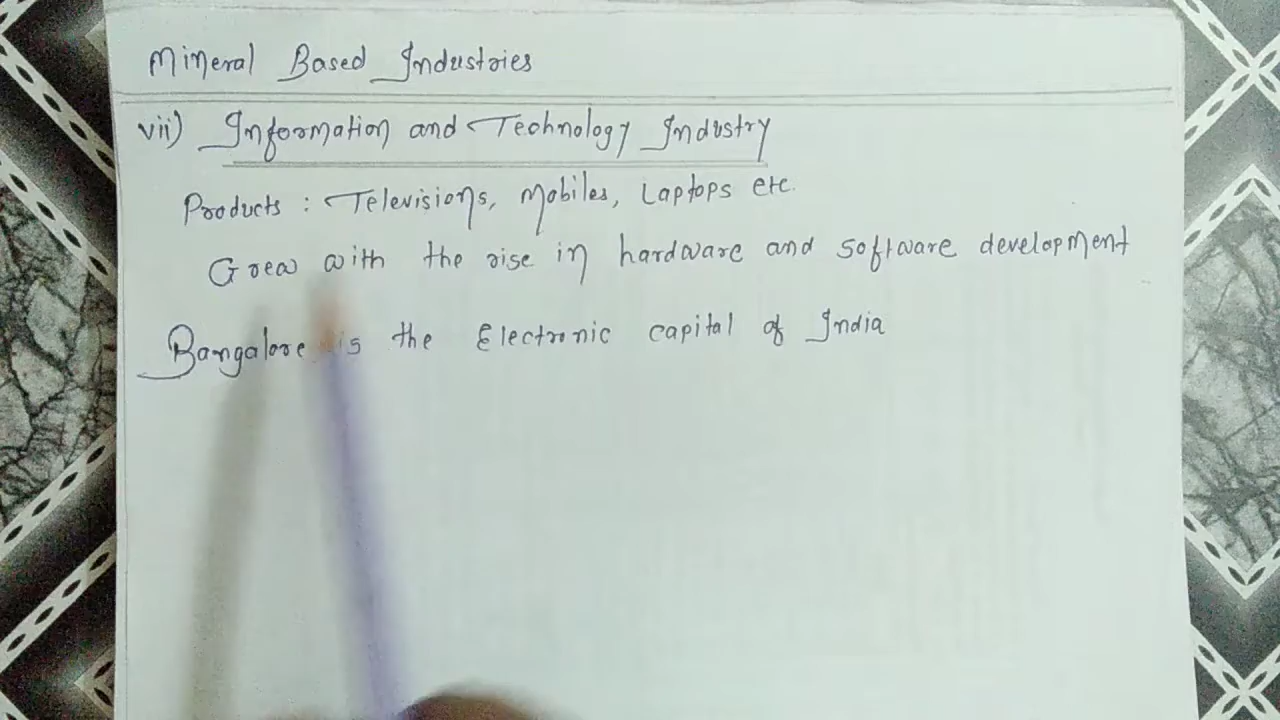 Mineral Based Industries
vii) Information and Technology Industry
Products : Televisions, Mobiles, Laptops etc.
Grew with the rise in hardware and software development
Bangalore is the Electronic capital of India